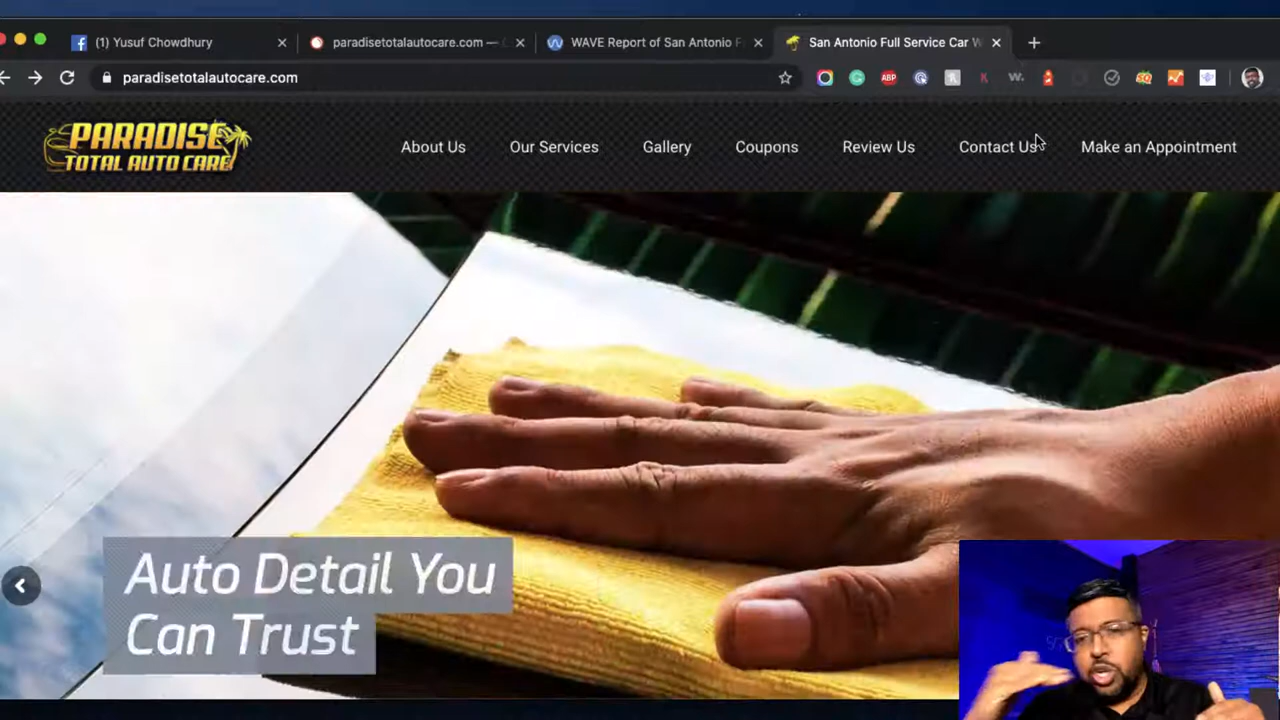 (1) Yusuf Chowdhury
paradisetotalautocare.com —
WAVE Report of San Antonio F
San Antonio Full Service Car W
paradisetotalautocare.com
ABP
PARADISE
TOTAL AUTO CARE
About Us
Our Services
Gallery
Coupons
Review Us
Contact Us
Make an Appointment
Auto Detail You
Can Trust